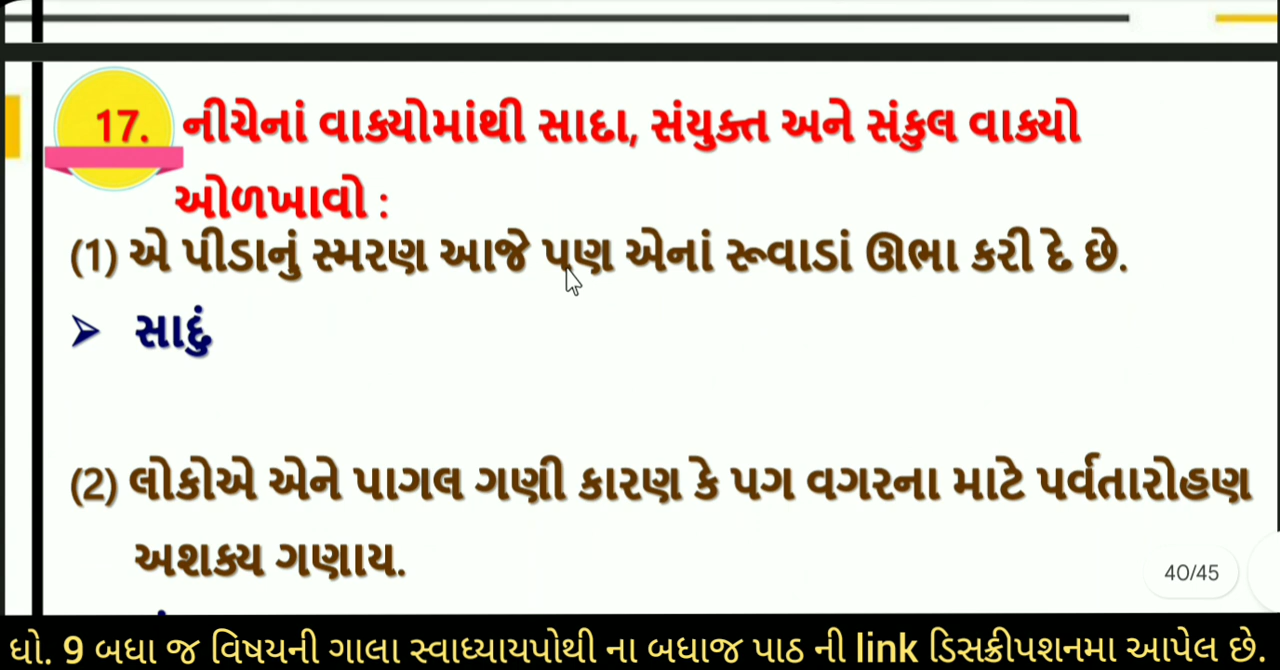 17. નીચેનાં વાક્યોમાંથી સાદા, સંયુક્ત અને સંકુલ વાક્યો
ઓળખાવો :
(1) એ પીડાનું સ્મરણ આજે પણ એનાં રૂવાડાં ઊભા કરી દે છે.
➢ સાદું
(2) લોકોએ એને પાગલ ગણી કારણ કે પગ વગરના માટે પર્વતારોહણ
અશક્ય ગણાય.
40/45
ધો. 9 બધા જ વિષયની ગાલા સ્વાધ્યાયપોથી ના બધાજ પાઠ ની link ડિસક્રીપશનમા આપેલ છે.